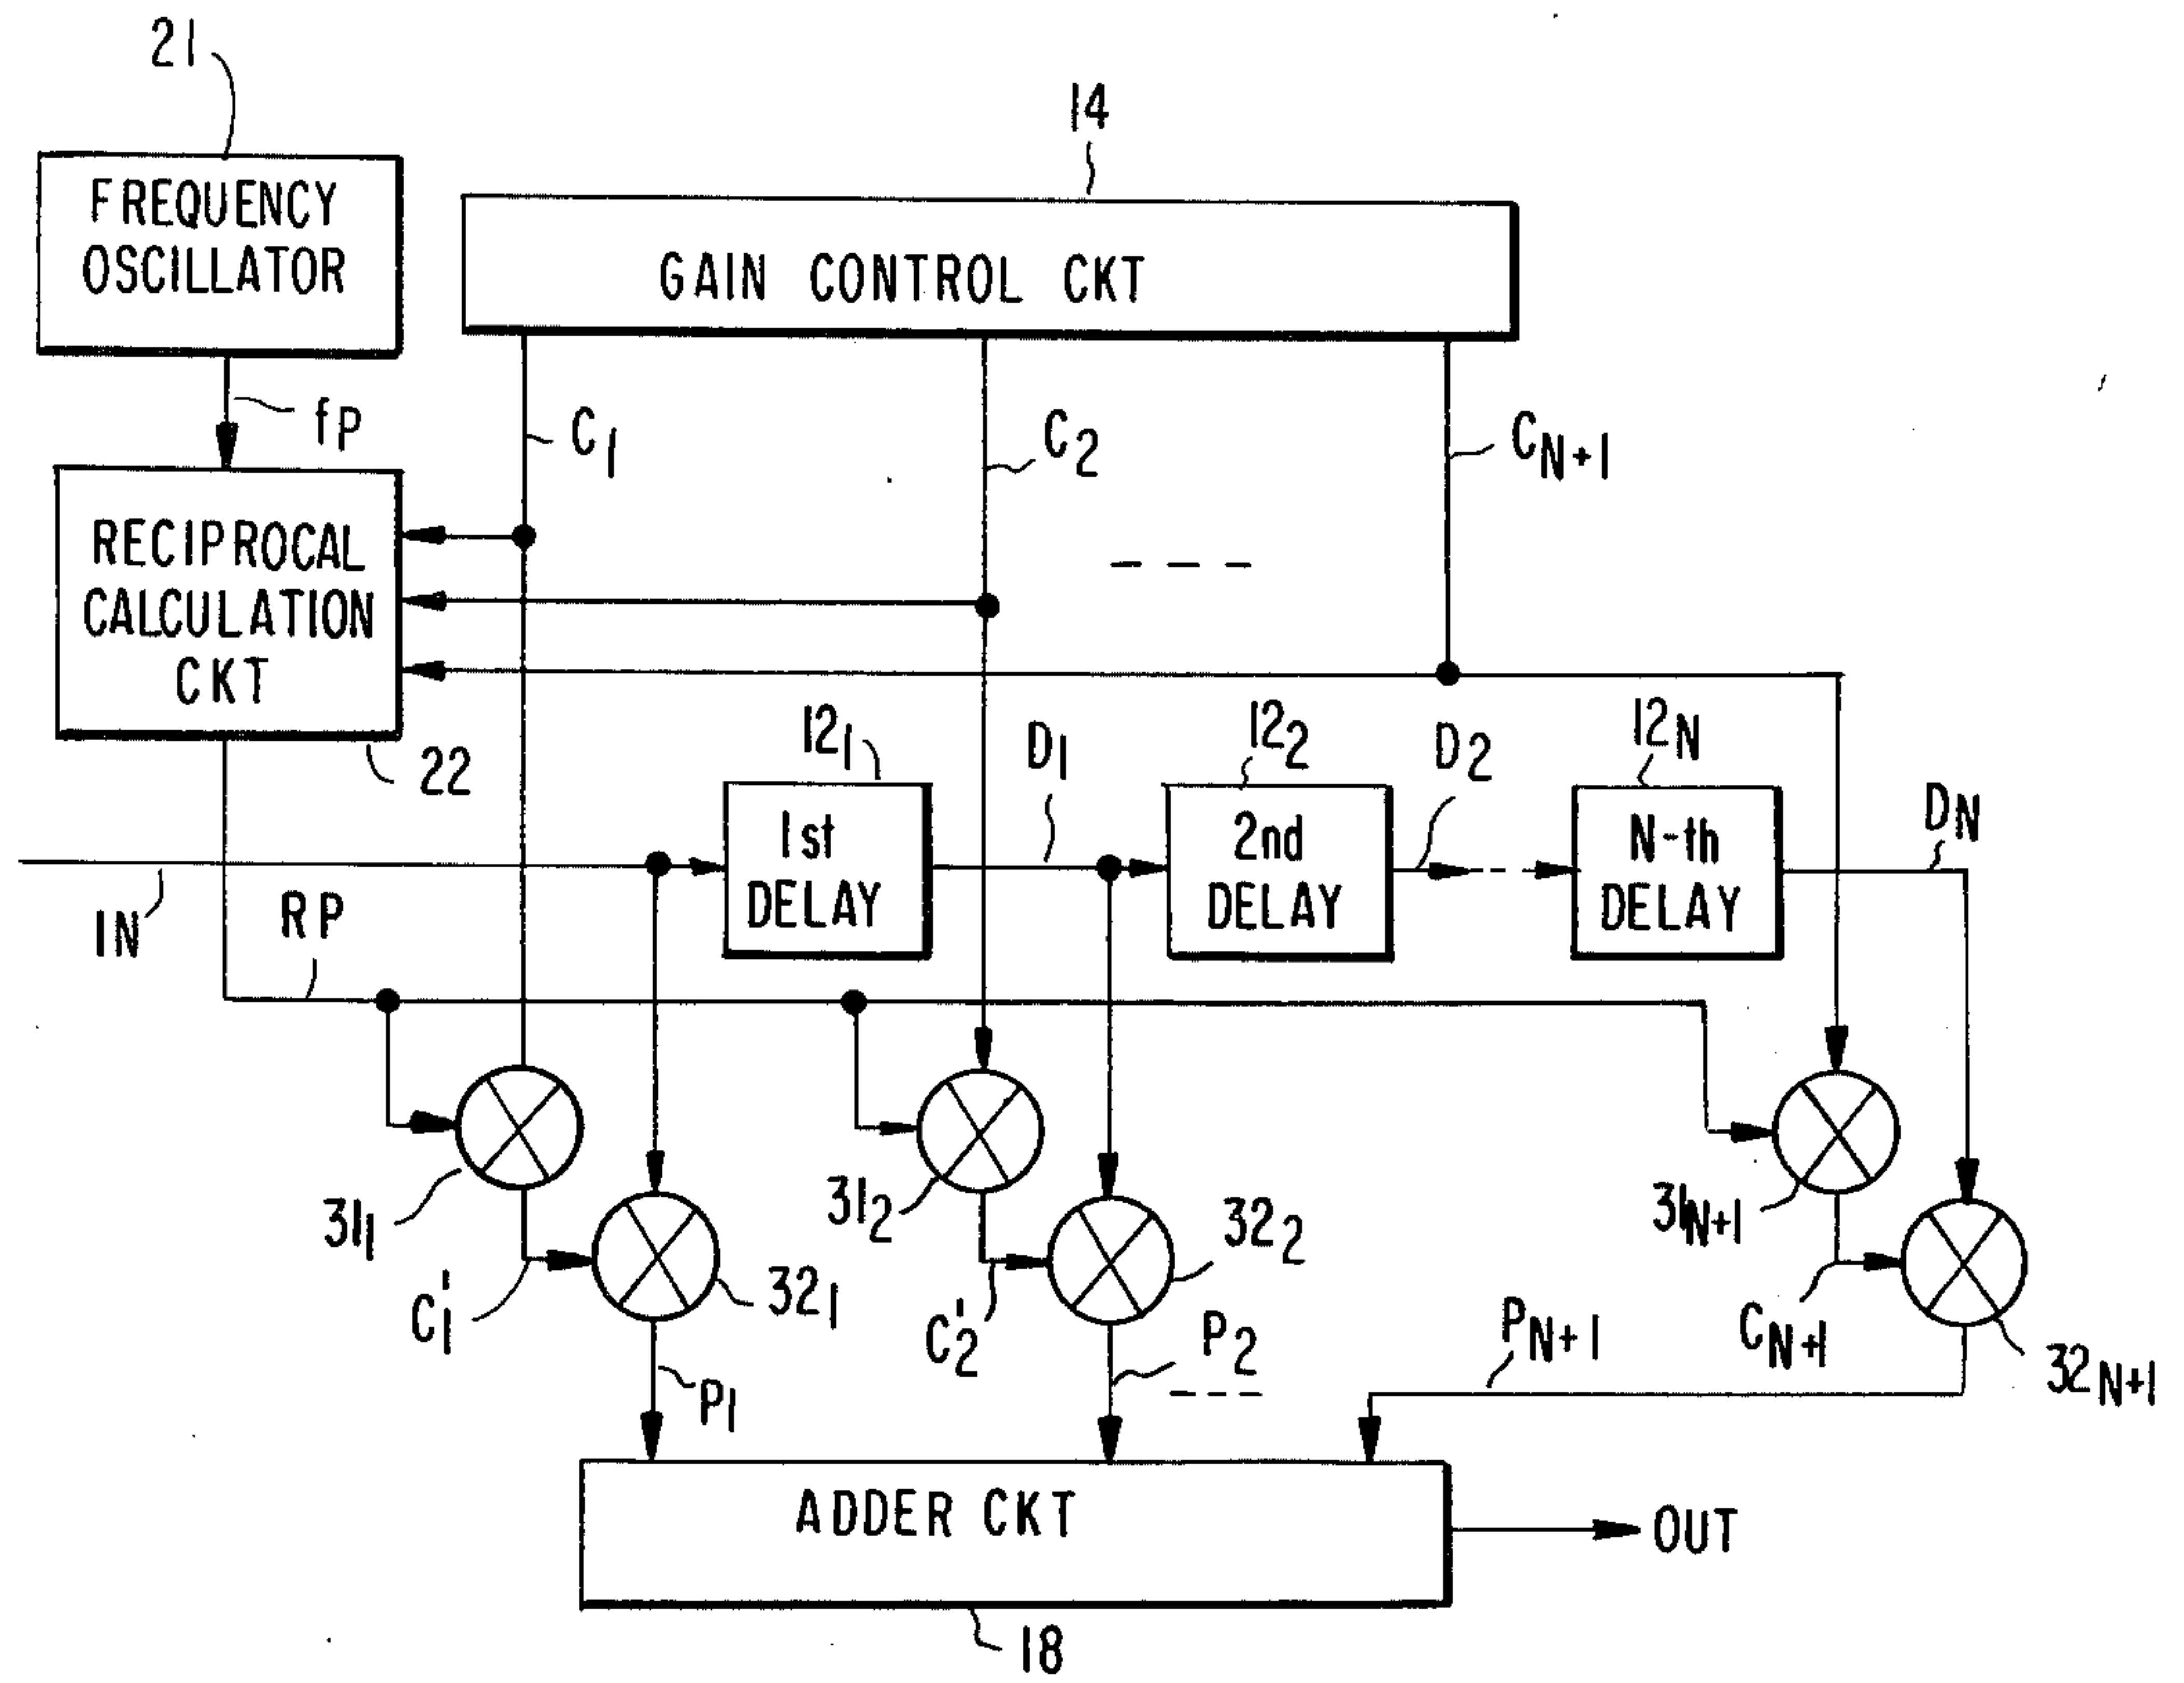 21
14
FREQUENCY
OSCILLATOR
GAIN CONTROL CKT
fP
C1
C2
CN+1
RECIPROCAL
CALCULATION
CKT
22
121
D1
122
D2
12N
DN
1st
DELAY
2nd
DELAY
N-th
DELAY
IN
RP
311
312
31N+1
321
322
32N+1
C1'
C2'
CN+1
P1
P2
PN+1
ADDER CKT
OUT
18